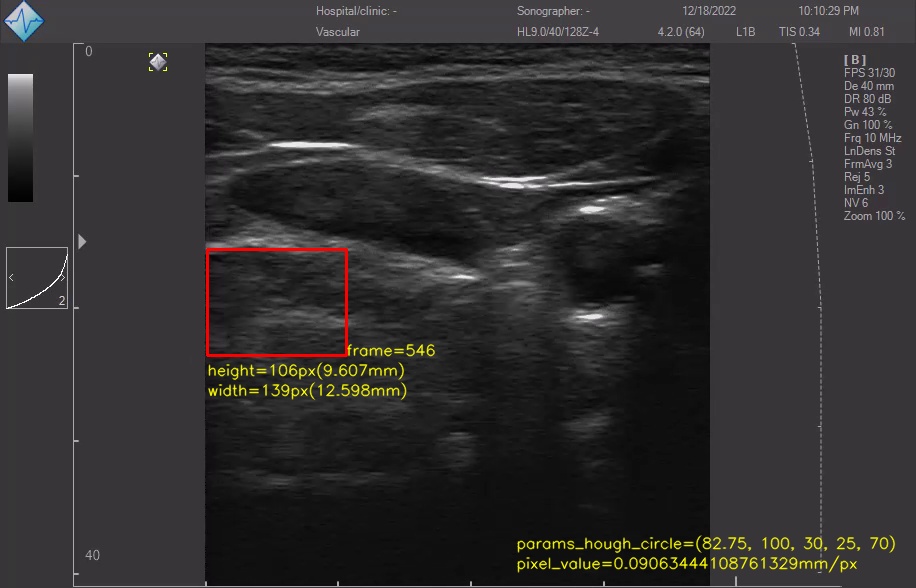 Hospital/clinic: - Sonographer: - 12/18/2022 10:10:29 PM
Vascular HL9.0/40/128Z-4 4.2.0 (64) L1B TIS 0.34 MI 0.81
0
[ B ]
FPS 31/30
De 40 mm
DR 80 dB
Pw 43 %
Gn 100 %
Frq 10 MHz
LnDens St
FrmAvg 3
Rej 5
ImEnh 3
NV 6
Zoom 100 %
2
frame=546
height=106px(9.607mm)
width=139px(12.598mm)
40
params_hough_circle=(82.75, 100, 30, 25, 70)
pixel_value=0.09063444108761329mm/px